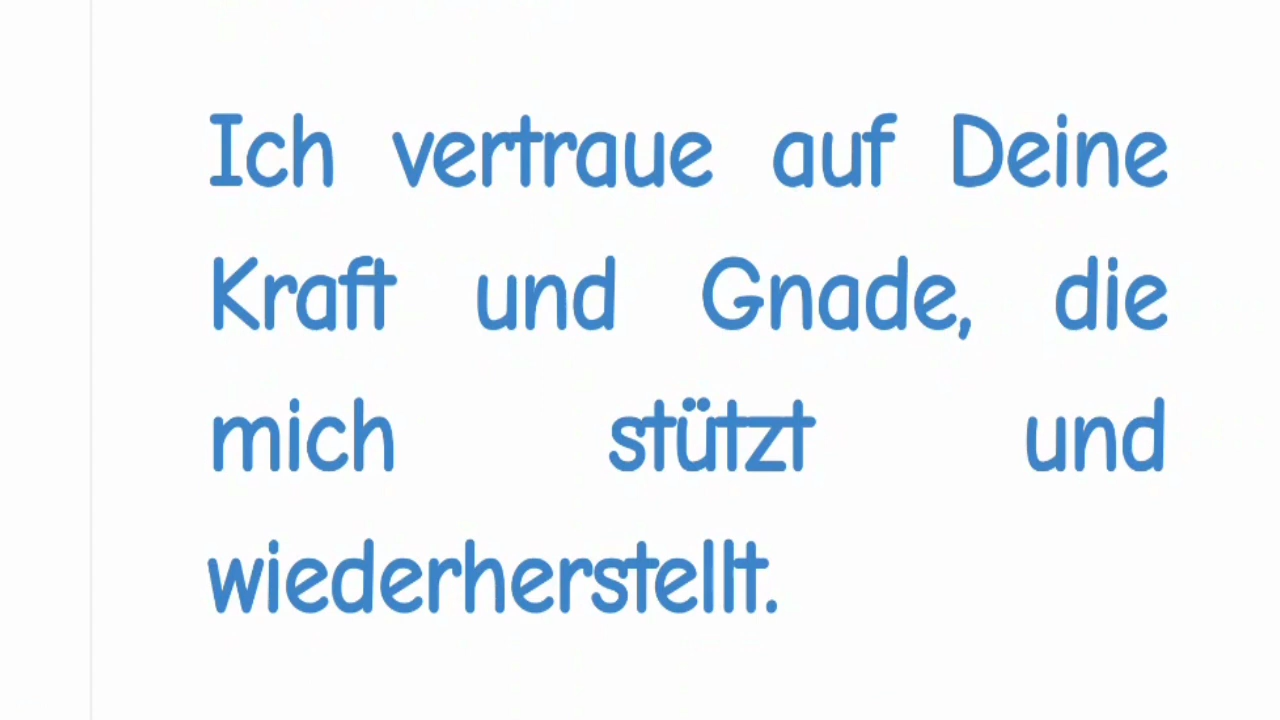 Ich vertraue auf Deine
Kraft und Gnade, die
mich stützt und
wiederherstellt.